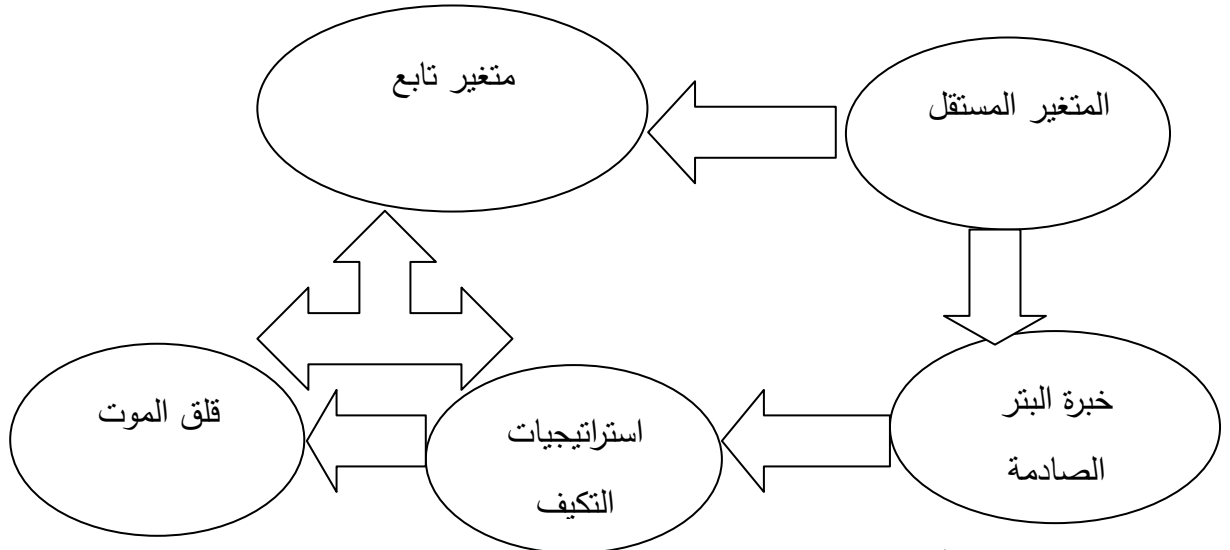 متغير تابع
المتغير المستقل
خبرة البتر
الصادمة
استراتيجيات
التكيف
قلق الموت